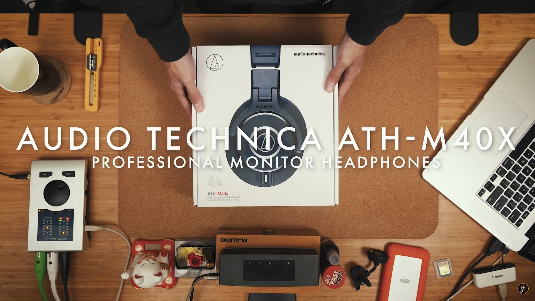 audio-technica
AUDIO TECHNICA ATH-M40X
PROFESSIONAL MONITOR HEADPHONES
ATH-M40x